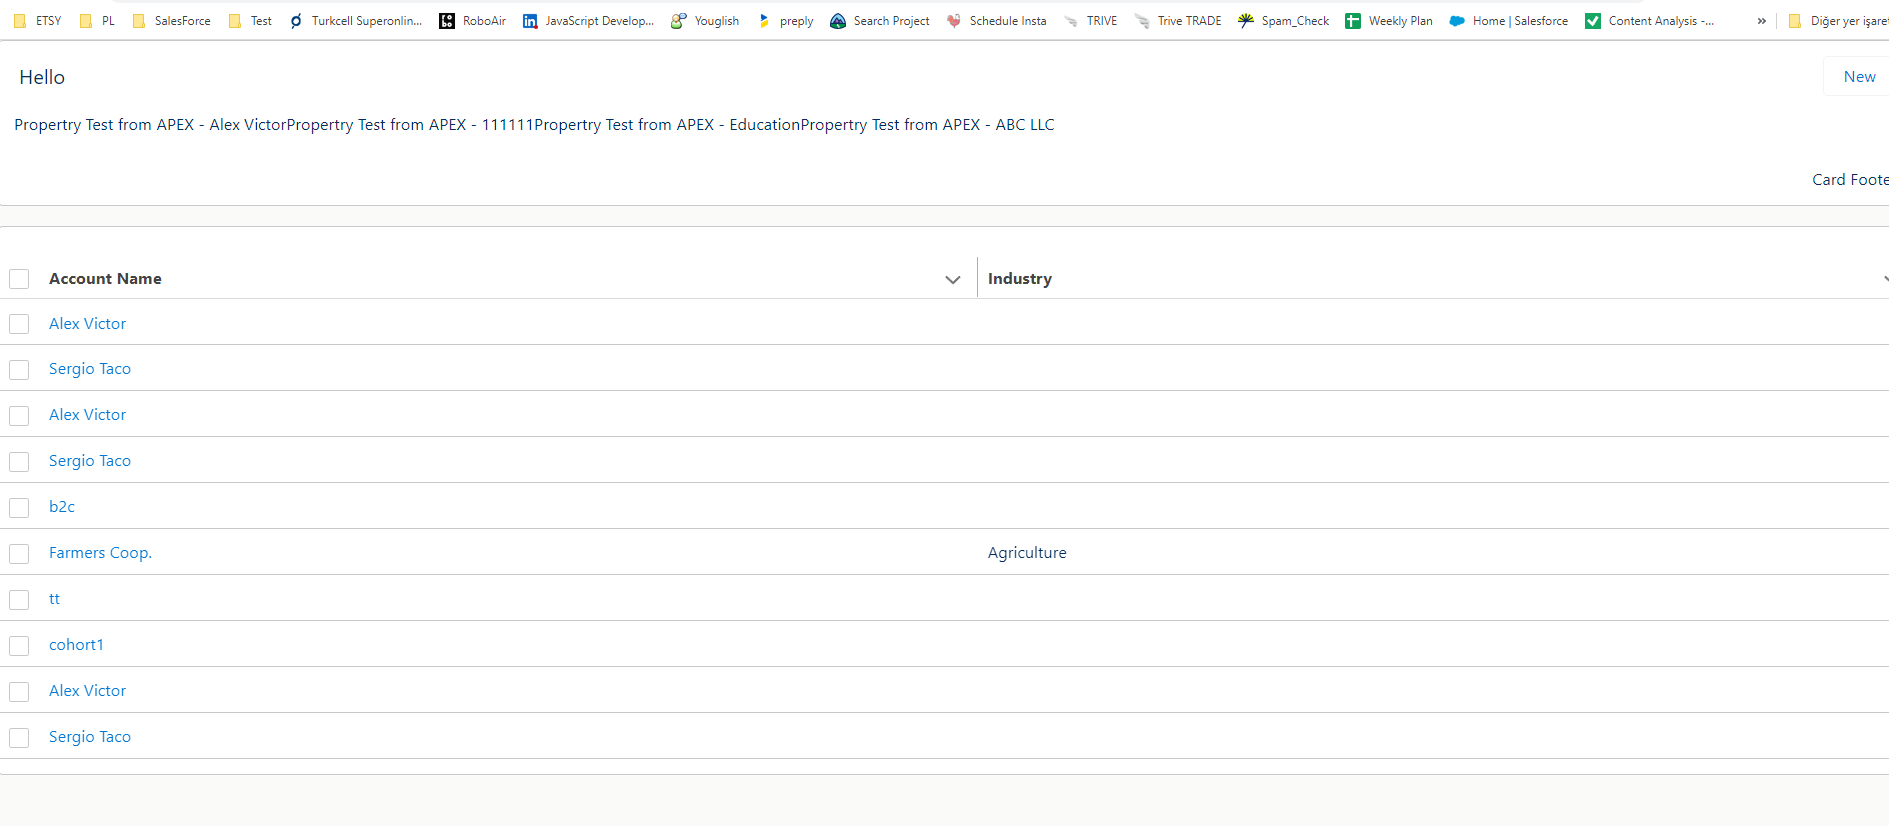 ETSY PL SalesForce Test Turkcell Superonlin... RoboAir JavaScript Develop... Youglish preply Search Project Schedule Insta TRIVE Trive TRADE Spam_Check Weekly Plan Home | Salesforce Content Analysis -... » Diğer yer işaret
Hello
New
Propertry Test from APEX - Alex VictorPropertry Test from APEX - 111111Propertry Test from APEX - EducationPropertry Test from APEX - ABC LLC
Card Foote
Account Name Industry
Alex Victor
Sergio Taco
Alex Victor
Sergio Taco
b2c
Farmers Coop. Agriculture
tt
cohort1
Alex Victor
Sergio Taco